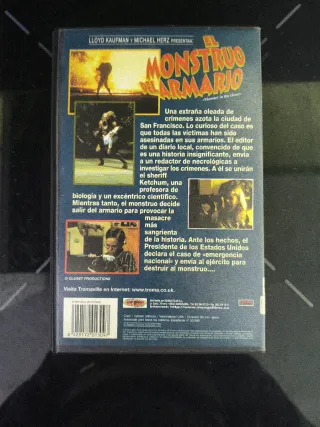 LLOYD KAUFMAN Y MICHAEL HERZ PRESENTAN:
EL
MONSTRUO
DEL
ARMARIO
(Monster in the Closet)
Una extraña oleada de
crímenes azota la ciudad de
San Francisco. Lo curioso del caso es
que todas las víctimas han sido
asesinadas en sus armarios. El editor
de un diario local, convencido de que
es una historia insignificante, envía
a un redactor de necrológicas a
investigar los crímenes. A él se unirán
el sheriff
Ketchum, una
profesora de
biología y un excéntrico científico.
Mientras tanto, el monstruo decide
salir del armario para provocar la
masacre
más
sangrienta
de la historia. Ante los hechos, el
Presidente de los Estados Unidos
declara el caso de «emergencia
nacional» y envía al ejército para
destruir al monstruo....
© CLOSET PRODUCTIONS
Visite Tromaville en Internet: www.troma.co.uk